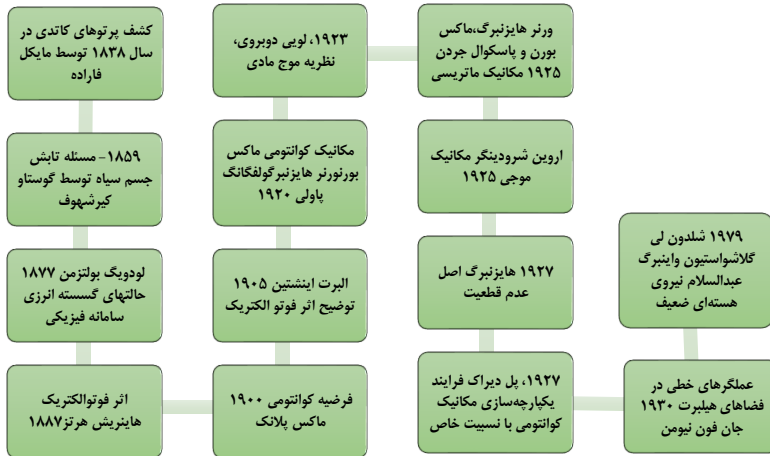 کشف پرتوهای کاتدی در
سال ۱۸۳۸ توسط مایکل
فاراده
۱۸۵۹- مسئله تابش
جسم سیاه توسط گوستاو
کیرشهوف
لودویگ بولتزمن ۱۸۷۷
حالتهای گسسته انرزی
سامانه فیزیکی
اثر فوتوالکتریک
هاینریش هرتز۱۸۸۷
فرضیه کوانتومی ۱۹۰۰
ماکس پلانک
البرت اینشتین ۱۹۰۵
توضیح اثر فوتو الکتریک
مکانیک کوانتومی ماکس
بورنورنر هایزنبرگولفگانگ
پاولی ۱۹۲۰
۱۹۲۳، لویی دوبروی،
نظریه موج مادی
ورنر هایزنبرگ،ماکس
بورن و پاسکوال جردن
۱۹۲۵ مکانیک ماتریسی
اروین شرودینگر مکانیک
موجی ۱۹۲۵
۱۹۲۷ هایزنبرگ اصل
عدم قطعیت
۱۹۲۷، پل دیراک فرایند
یکپارچه‌سازی مکانیک
کوانتومی با نسبیت خاص
عملگرهای خطی در
فضاهای هیلبرت ۱۹۳۰
جان فون نیومن
۱۹۷۹ شلدون لی
گلاشواستیون واینبرگ
عبدالسلام نیروی
هسته‌ای ضعیف